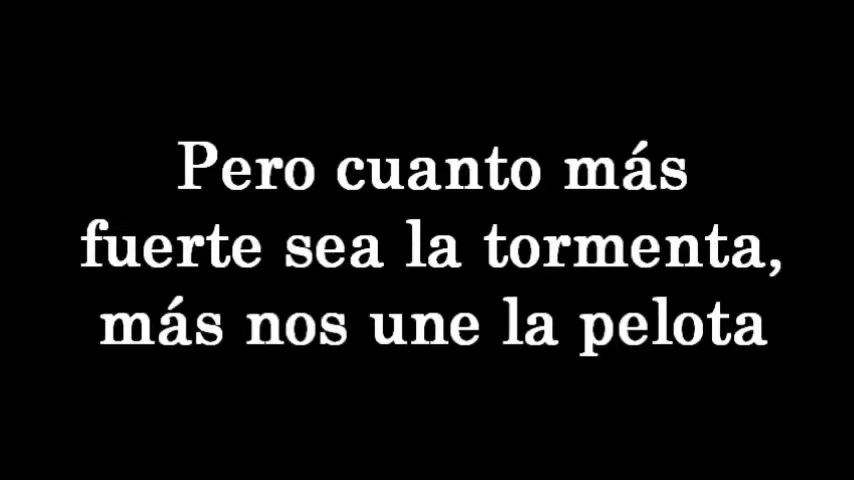 Pero cuanto más
fuerte sea la tormenta,
más nos une la pelota